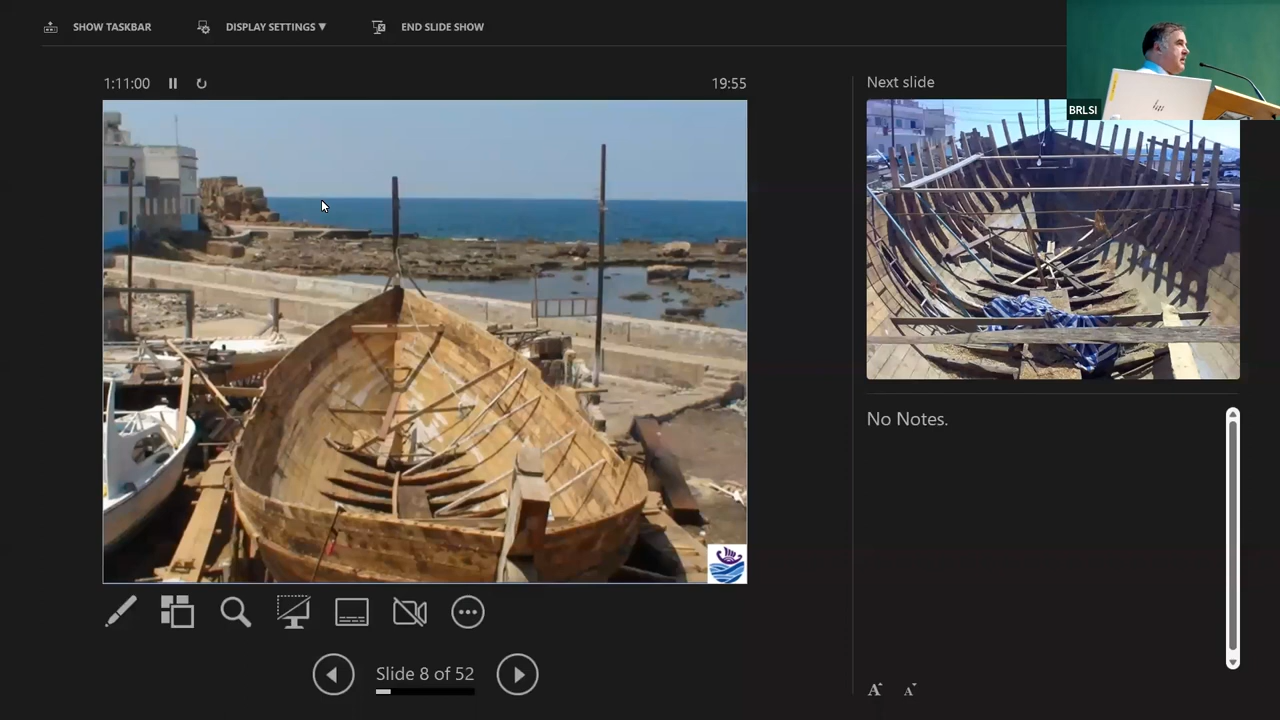 SHOW TASKBAR
DISPLAY SETTINGS ▼
END SLIDE SHOW
1:11:00
19:55
Next slide
BRLSI
No Notes.
Slide 8 of 52
A A